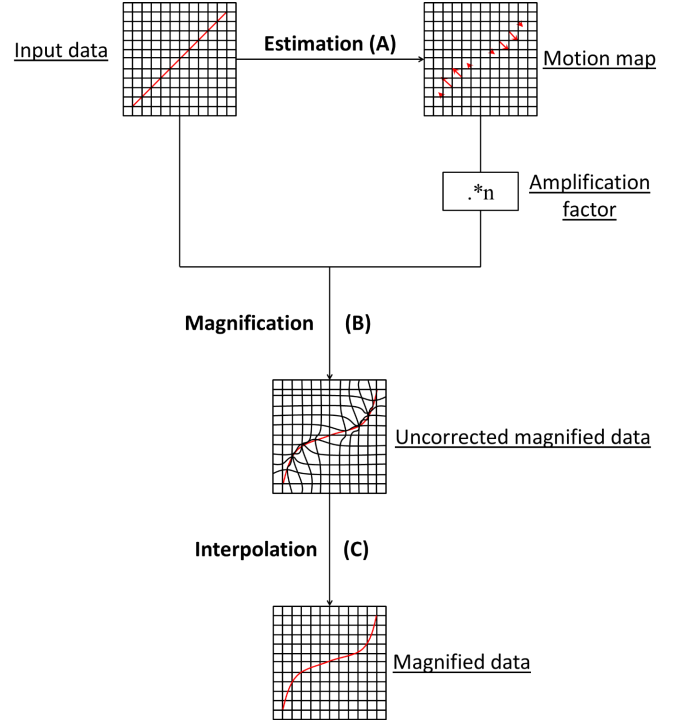 Input data
Estimation (A)
Motion map
.*n
Amplification
factor
Magnification (B)
Uncorrected magnified data
Interpolation (C)
Magnified data